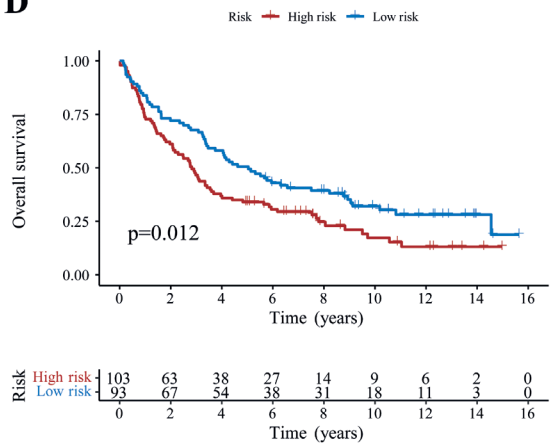 D
Risk High risk Low risk
1.00
0.75
0.50
0.25
0.00
Overall survival
p=0.012
0 2 4 6 8 10 12 14 16
Time (years)
Risk
High risk 103 63 38 27 14 9 6 2 0
Low risk 93 67 54 38 31 18 11 3 0
0 2 4 6 8 10 12 14 16
Time (years)